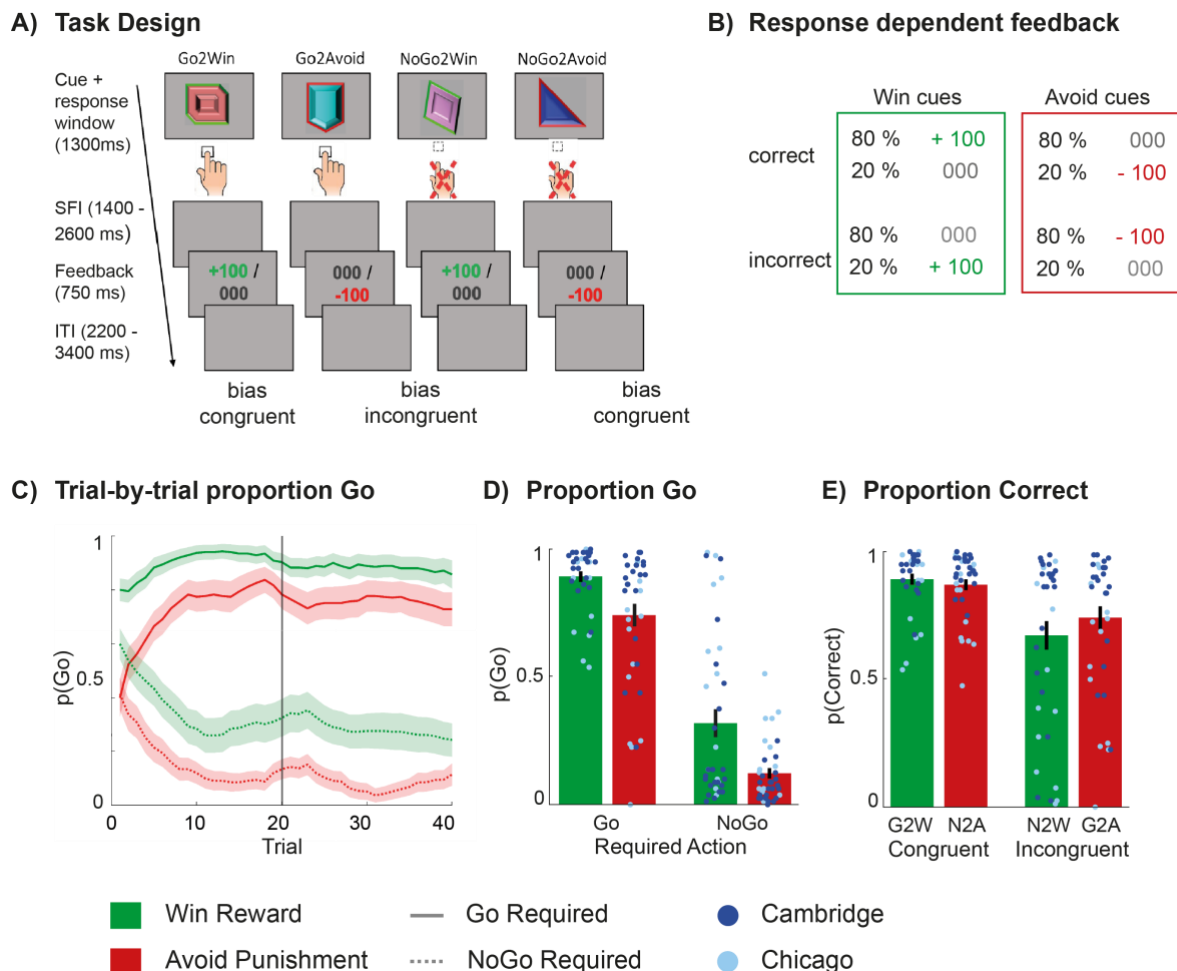 A) Task Design
Go2Win Go2Avoid NoGo2Win NoGo2Avoid
Cue +
response
window
(1300ms)
SFI (1400 -
2600 ms)
Feedback
(750 ms)
+100 /
000
000 /
-100
+100 /
000
000 /
-100
ITI (2200 -
3400 ms)
bias
congruent
bias
incongruent
bias
congruent
B) Response dependent feedback
Win cues Avoid cues
correct
80 % + 100
20 % 000
80 % 000
20 % - 100
incorrect
80 % 000
20 % + 100
80 % - 100
20 % 000
C) Trial-by-trial proportion Go
p(Go)
1
0.5
0
0 10 20 30 40
Trial
D) Proportion Go
p(Go)
1
0.5
0
Go NoGo
Required Action
E) Proportion Correct
p(Correct)
1
0.5
0
G2W N2A N2W G2A
Congruent Incongruent
Win Reward Go Required Cambridge
Avoid Punishment NoGo Required Chicago